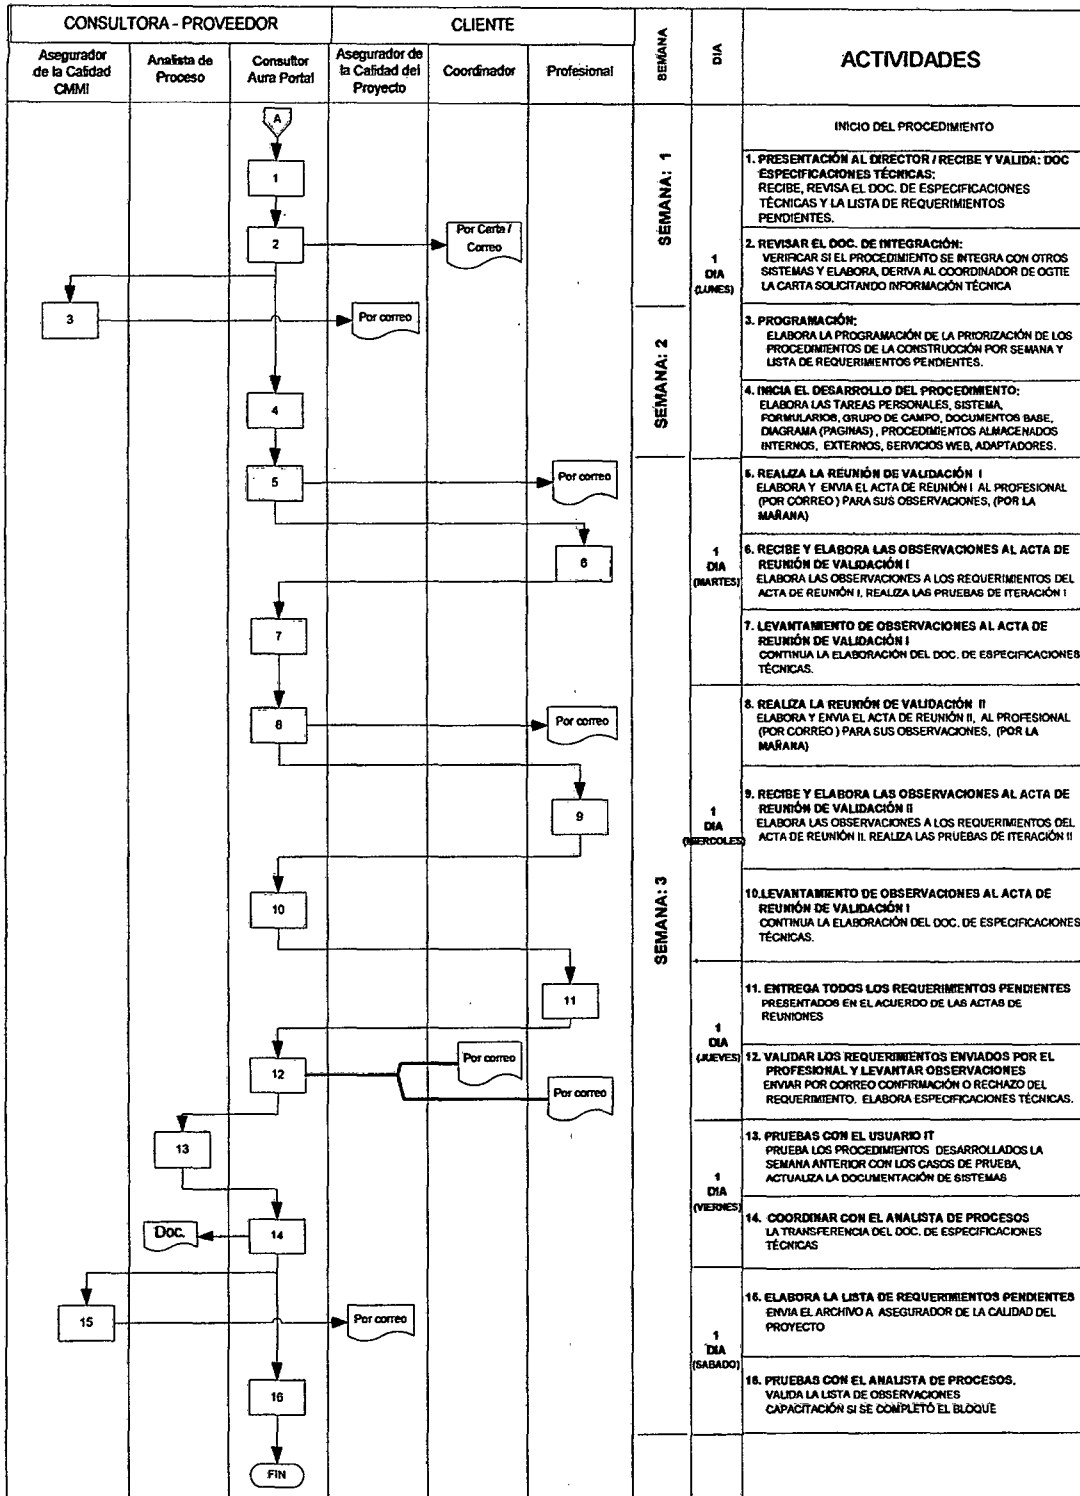 CONSULTORA - PROVEEDOR
CLIENTE
SEMANA
DIA
ACTIVIDADES
Asegurador
de la Calidad
CMMI
Analista de
Proceso
Consultor
Aura Portal
Asegurador de
la Calidad del
Proyecto
Coordinador
Profesional
A
INICIO DEL PROCEDIMIENTO
1
SEMANA: 1
1
DIA
(LUNES)
1. PRESENTACIÓN AL DIRECTOR / RECIBE Y VALIDA: DOC
ESPECIFICACIONES TÉCNICAS:
RECIBE, REVISA EL DOC. DE ESPECIFICACIONES
TÉCNICAS Y LA LISTA DE REQUERIMIENTOS
PENDIENTES.
2
Por Carta /
Correo
2. REVISAR EL DOC. DE INTEGRACIÓN:
VERIFICAR SI EL PROCEDIMIENTO SE INTEGRA CON OTROS
SISTEMAS Y ELABORA, DERIVA AL COORDINADOR DE OGTIE
LA CARTA SOLICITANDO INFORMACIÓN TÉCNICA
3
Por correo
SEMANA: 2
3. PROGRAMACIÓN:
ELABORA LA PROGRAMACIÓN DE LA PRIORIZACIÓN DE LOS
PROCEDIMIENTOS DE LA CONSTRUCCIÓN POR SEMANA Y
LISTA DE REQUERIMIENTOS PENDIENTES.
4
4. INICIA EL DESARROLLO DEL PROCEDIMIENTO:
ELABORA LAS TAREAS PERSONALES, SISTEMA,
FORMULARIOS, GRUPO DE CAMPO, DOCUMENTOS BASE,
DIAGRAMA (PAGINAS) , PROCEDIMIENTOS ALMACENADOS
INTERNOS, EXTERNOS, SERVICIOS WEB, ADAPTADORES.
5
Por correo
SEMANA: 3
1
DIA
(MARTES)
5. REALIZA LA REUNIÓN DE VALIDACIÓN I
ELABORA Y ENVIA EL ACTA DE REUNIÓN I AL PROFESIONAL
(POR CORREO ) PARA SUS OBSERVACIONES, (POR LA
MAÑANA)
6
6. RECIBE Y ELABORA LAS OBSERVACIONES AL ACTA DE
REUNIÓN DE VALIDACIÓN I
ELABORA LAS OBSERVACIONES A LOS REQUERIMIENTOS DEL
ACTA DE REUNIÓN I, REALIZA LAS PRUEBAS DE ITERACIÓN I
7
7. LEVANTAMIENTO DE OBSERVACIONES AL ACTA DE
REUNIÓN DE VALIDACIÓN I
CONTINUA LA ELABORACIÓN DEL DOC. DE ESPECIFICACIONES
TÉCNICAS.
8
Por correo
1
DIA
(MIERCOLES)
8. REALIZA LA REUNIÓN DE VALIDACIÓN II
ELABORA Y ENVIA EL ACTA DE REUNIÓN II, AL PROFESIONAL
(POR CORREO ) PARA SUS OBSERVACIONES, (POR LA
MAÑANA)
9
9. RECIBE Y ELABORA LAS OBSERVACIONES AL ACTA DE
REUNIÓN DE VALIDACIÓN II
ELABORA LAS OBSERVACIONES A LOS REQUERIMIENTOS DEL
ACTA DE REUNIÓN II. REALIZA LAS PRUEBAS DE ITERACIÓN II
10
10.LEVANTAMIENTO DE OBSERVACIONES AL ACTA DE
REUNIÓN DE VALIDACIÓN I
CONTINUA LA ELABORACIÓN DEL DOC. DE ESPECIFICACIONES
TÉCNICAS.
11
1
DIA
(JUEVES)
11. ENTREGA TODOS LOS REQUERIMIENTOS PENDIENTES
PRESENTADOS EN EL ACUERDO DE LAS ACTAS DE
REUNIONES
12
Por correo
Por correo
12. VALIDAR LOS REQUERIMIENTOS ENVIADOS POR EL
PROFESIONAL Y LEVANTAR OBSERVACIONES
ENVIAR POR CORREO CONFIRMACIÓN O RECHAZO DEL
REQUERIMIENTO. ELABORA ESPECIFICACIONES TÉCNICAS.
13
1
DIA
(VIERNES)
13. PRUEBAS CON EL USUARIO IT
PRUEBA LOS PROCEDIMIENTOS DESARROLLADOS LA
SEMANA ANTERIOR CON LOS CASOS DE PRUEBA,
ACTUALIZA LA DOCUMENTACIÓN DE SISTEMAS
Doc.
14
14. COORDINAR CON EL ANALISTA DE PROCESOS
LA TRANSFERENCIA DEL DOC. DE ESPECIFICACIONES
TÉCNICAS
15
Por correo
1
DIA
(SABADO)
15. ELABORA LA LISTA DE REQUERIMIENTOS PENDIENTES
ENVIA EL ARCHIVO A ASEGURADOR DE LA CALIDAD DEL
PROYECTO
16
16. PRUEBAS CON EL ANALISTA DE PROCESOS.
VALIDA LA LISTA DE OBSERVACIONES
CAPACITACIÓN SI SE COMPLETÓ EL BLOQUE
FIN